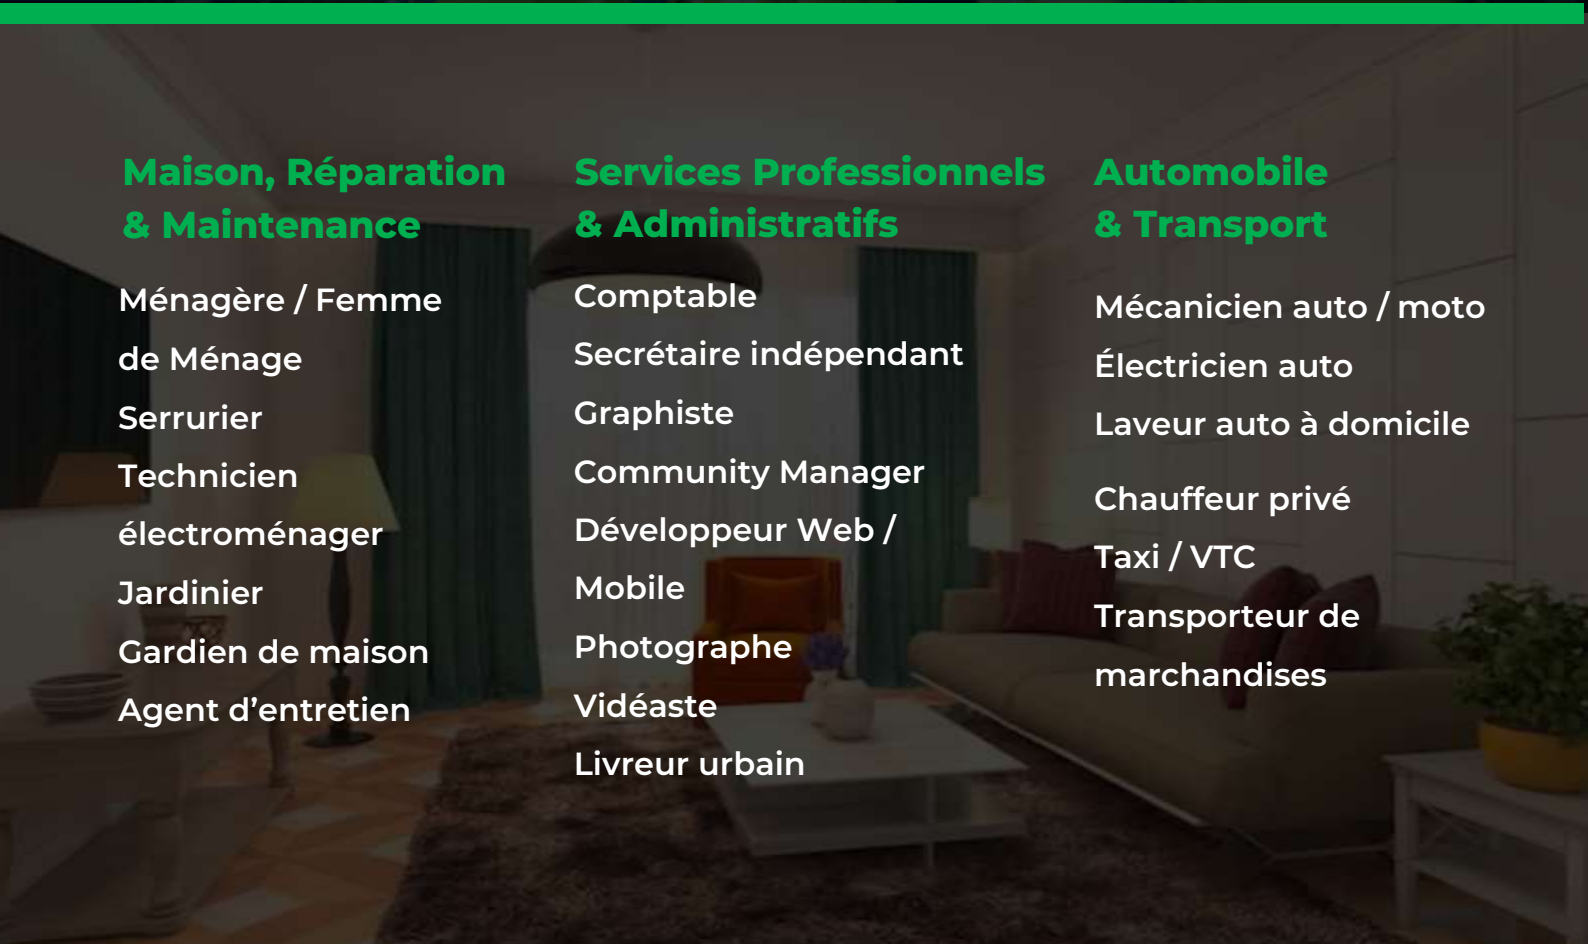 Maison, Réparation
& Maintenance
Ménagère / Femme
de Ménage
Serrurier
Technicien
électroménager
Jardinier
Gardien de maison
Agent d’entretien
Services Professionnels
& Administratifs
Comptable
Secrétaire indépendant
Graphiste
Community Manager
Développeur Web /
Mobile
Photographe
Vidéaste
Livreur urbain
Automobile
& Transport
Mécanicien auto / moto
Électricien auto
Laveur auto à domicile
Chauffeur privé
Taxi / VTC
Transporteur de
marchandises